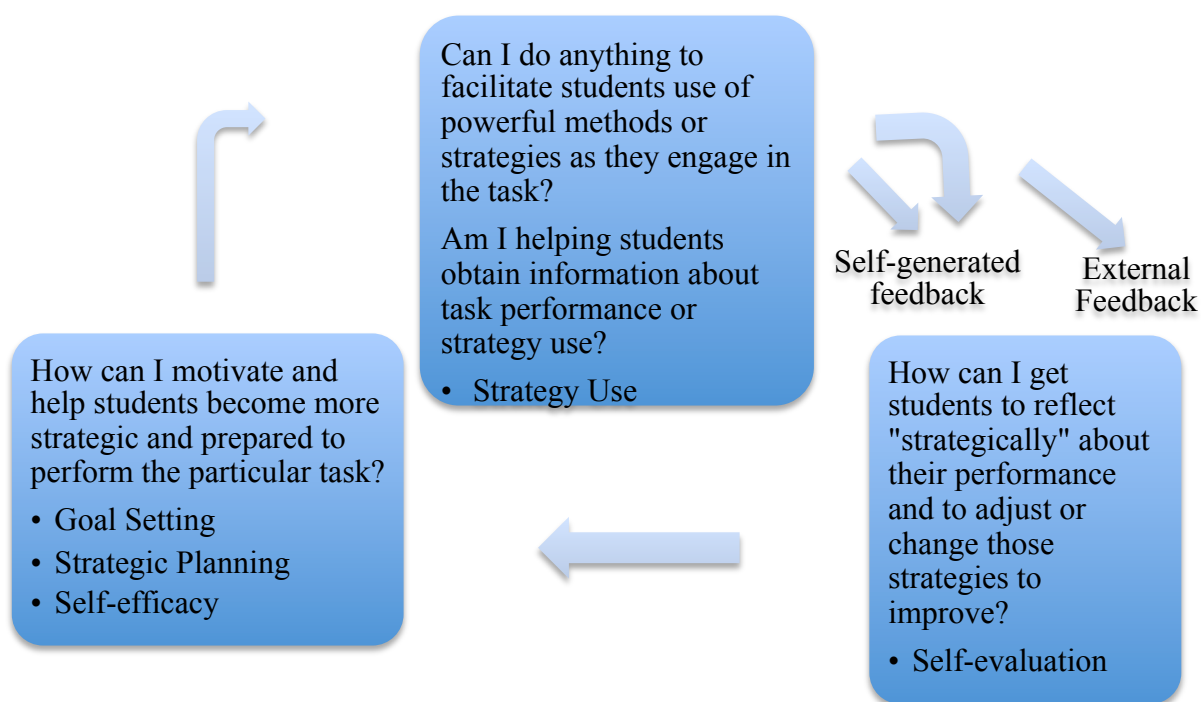 Can I do anything to
facilitate students use of
powerful methods or
strategies as they engage in
the task?
Am I helping students
obtain information about
task performance or
strategy use?
• Strategy Use
Self-generated
feedback
External
Feedback
How can I motivate and
help students become more
strategic and prepared to
perform the particular task?
• Goal Setting
• Strategic Planning
• Self-efficacy
How can I get
students to reflect
"strategically" about
their performance
and to adjust or
change those
strategies to
improve?
• Self-evaluation